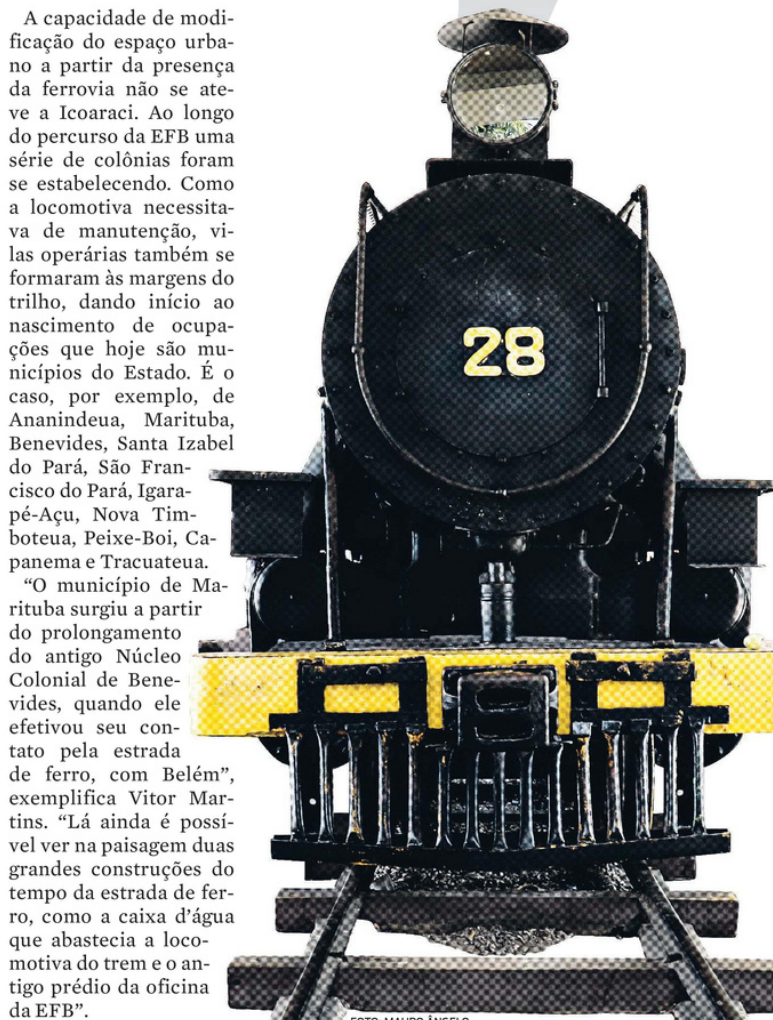 A capacidade de modi-
ficação do espaço urba-
no a partir da presença
da ferrovia não se ate-
ve a Icoaraci. Ao longo
do percurso da EFB uma
série de colônias foram
se estabelecendo. Como
a locomotiva necessita-
va de manutenção, vi-
las operárias também se
formaram às margens do
trilho, dando início ao
nascimento de ocupa-
ções que hoje são mu-
nicípios do Estado. É o
caso, por exemplo, de
Ananindeua, Marituba,
Benevides, Santa Izabel
do Pará, São Fran-
cisco do Pará, Igara-
pé-Açu, Nova Tim-
boteua, Peixe-Boi, Ca-
panema e Tracuateua.
“O município de Ma-
rituba surgiu a partir
do prolongamento
do antigo Núcleo
Colonial de Bene-
vides, quando ele
efetivou seu con-
tato pela estrada
de ferro, com Belém”,
exemplifica Vitor Mar-
tins. “Lá ainda é possí-
vel ver na paisagem duas
grandes construções do
tempo da estrada de fer-
ro, como a caixa d’água
que abastecia a loco-
motiva do trem e o an-
tigo prédio da oficina
da EFB”.
28
FOTO: MAURO ÂNGELO